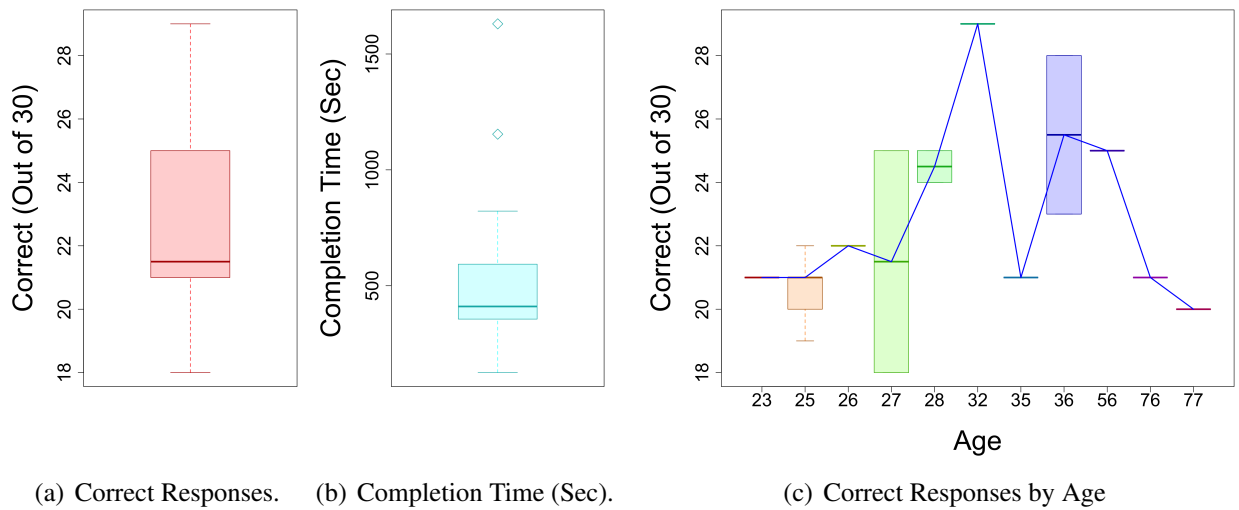 Correct (Out of 30)
28
26
24
22
20
18
(a) Correct Responses.
Completion Time (Sec)
1500
1000
500
(b) Completion Time (Sec).
Correct (Out of 30)
28
26
24
22
20
18
23 25 26 27 28 32 35 36 56 76 77
Age
(c) Correct Responses by Age